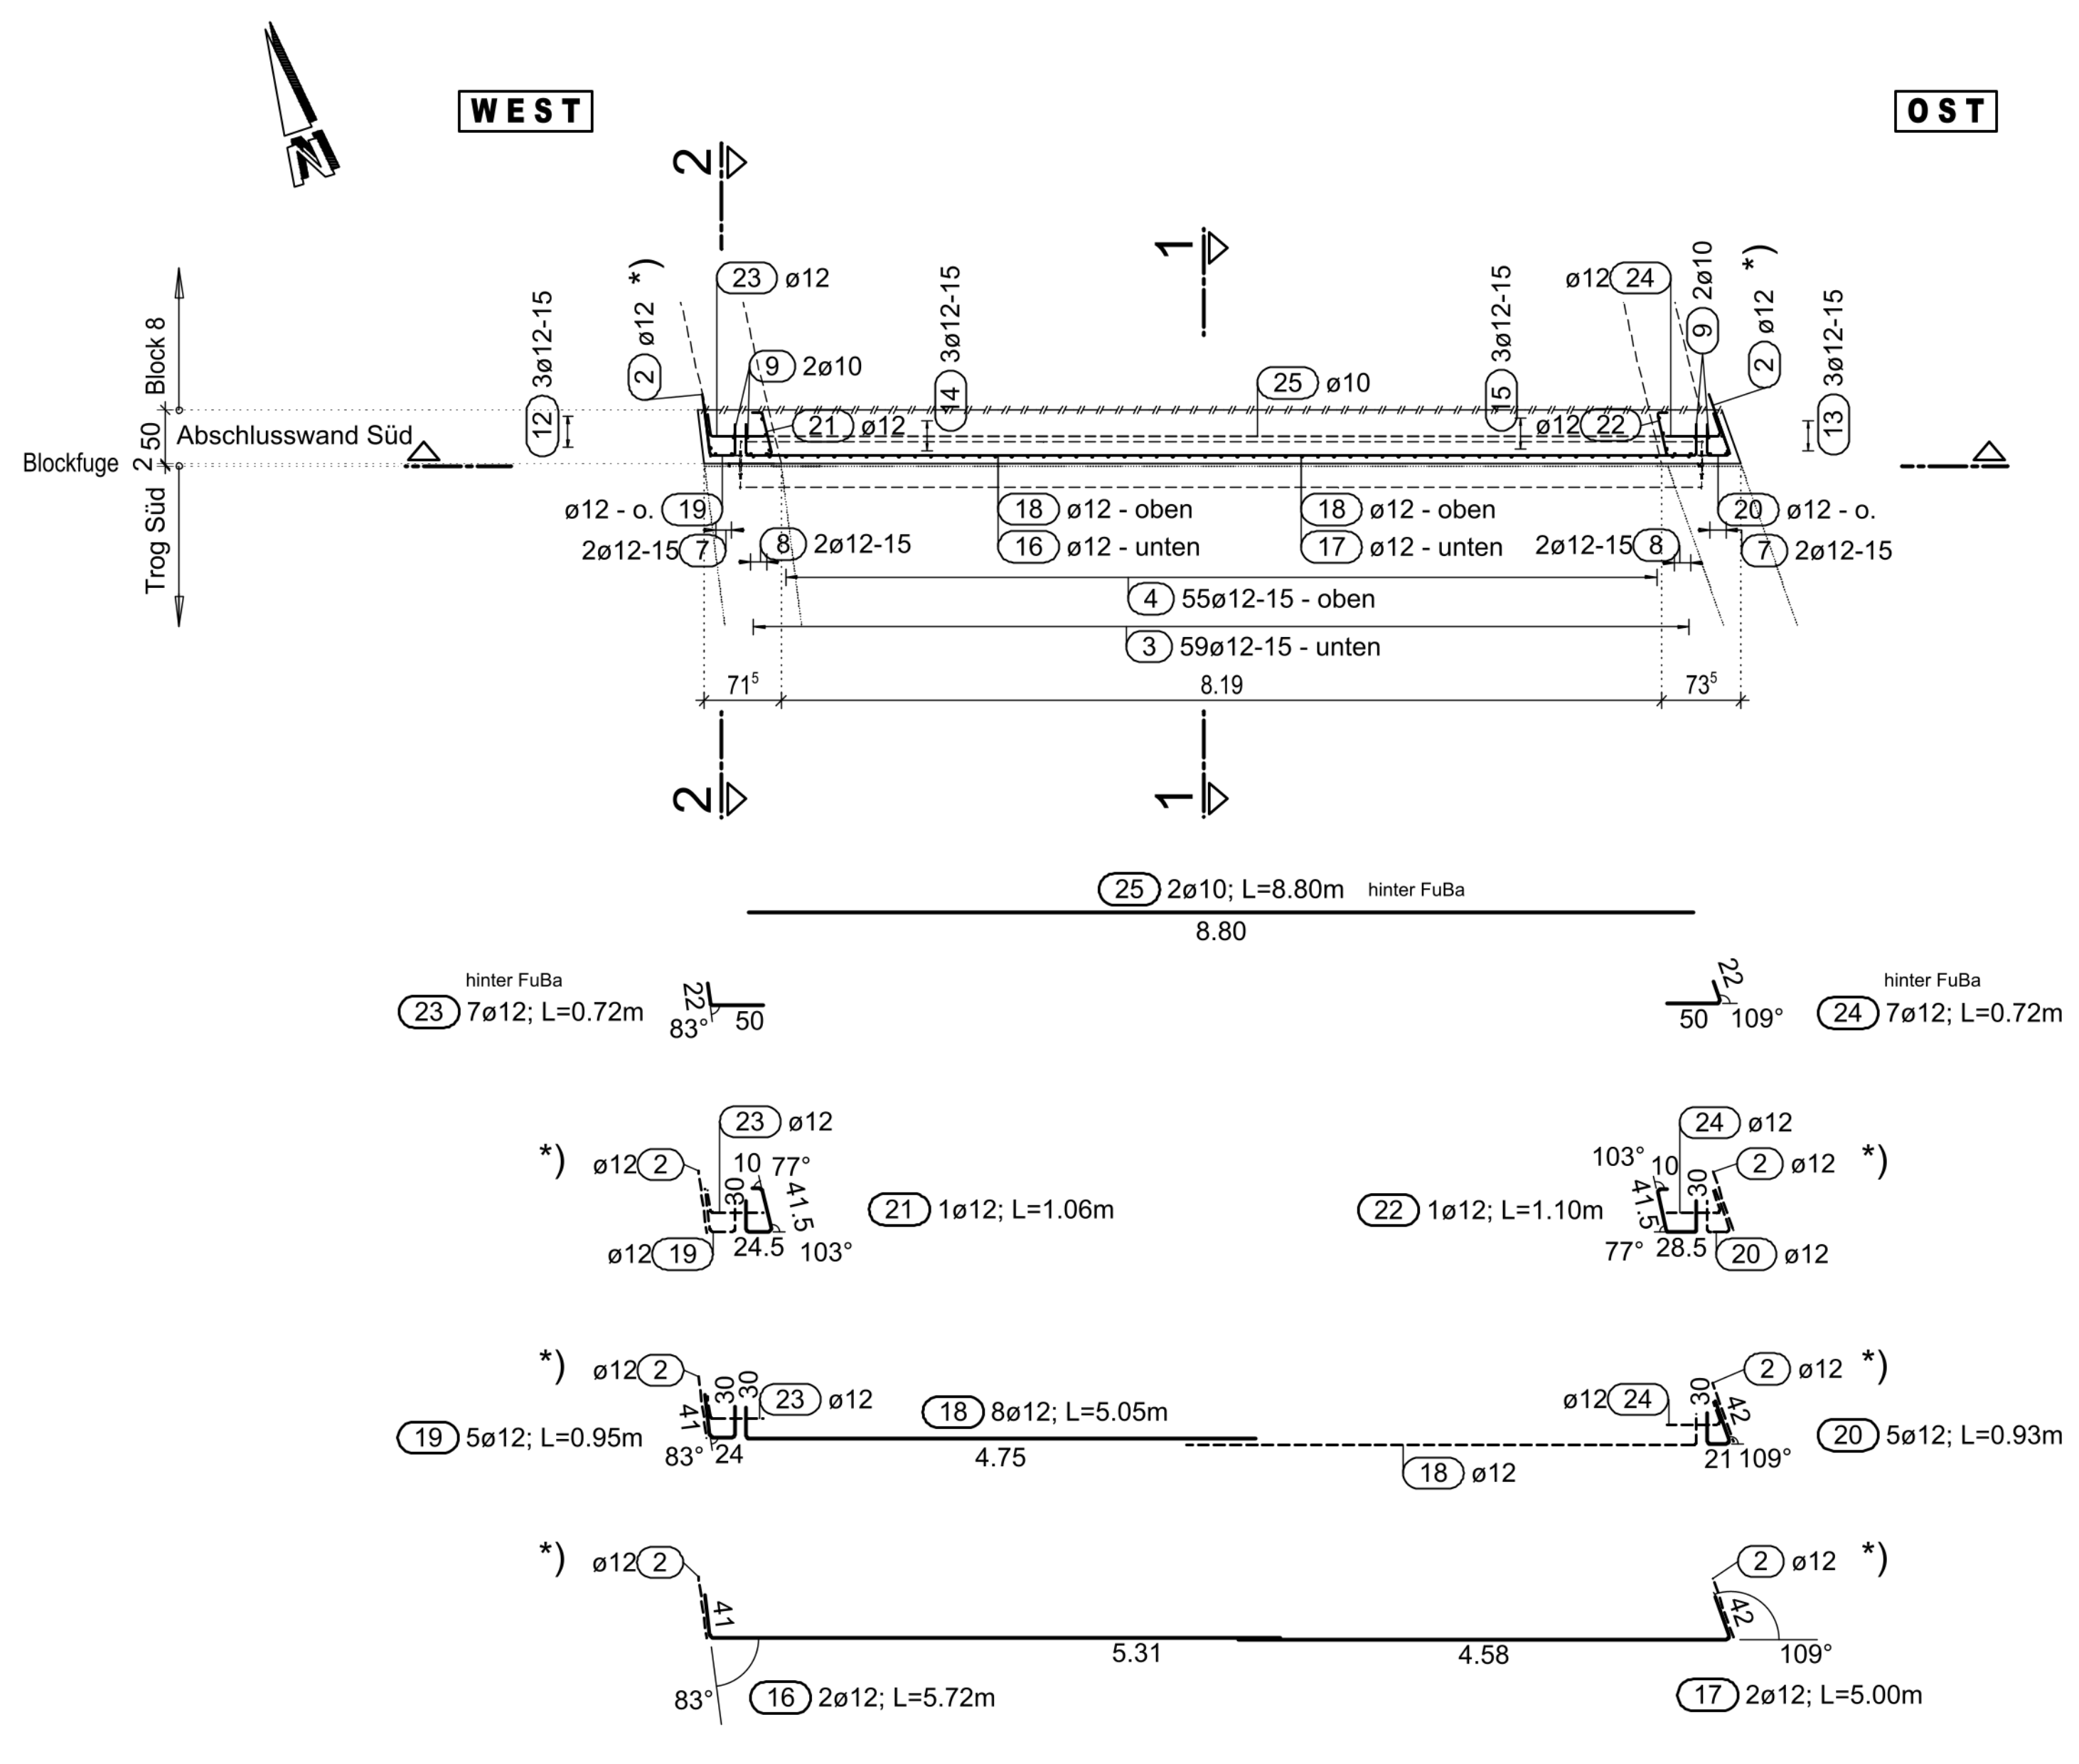 N
WEST
OST
2
1
*)
23 ø12
ø12 24
9 2ø10
2 ø12 *)
12 3ø12-15
2 ø12
14 3ø12-15
15 3ø12-15
13 3ø12-15
9 2ø10
25 ø10
Block 8
21 ø12
ø12 22
Abschlusswand Süd
2 50
Blockfuge
Trog Süd
ø12 - o. 19
18 ø12 - oben
18 ø12 - oben
20 ø12 - o.
2ø12-15 7
8 2ø12-15
16 ø12 - unten
17 ø12 - unten
2ø12-15 8
7 2ø12-15
4 55ø12-15 - oben
3 59ø12-15 - unten
71⁵
8.19
73⁵
2
1
25 2ø10; L=8.80m hinter FuBa
8.80
hinter FuBa
23 7ø12; L=0.72m
22
83°
50
22
50
109°
hinter FuBa
24 7ø12; L=0.72m
23 ø12
*) ø12 2
10 77°
30
41.5
21 1ø12; L=1.06m
ø12 19
24.5
103°
24 ø12
103° 10
30
2 ø12 *)
41.5
22 1ø12; L=1.10m
77° 28.5
20 ø12
*) ø12 2
30
30
23 ø12
41
18 8ø12; L=5.05m
19 5ø12; L=0.95m
83° 24
4.75
2 ø12 *)
ø12 24
30
42
20 5ø12; L=0.93m
21 109°
18 ø12
*) ø12 2
41
2 ø12 *)
42
5.31
4.58
109°
83°
16 2ø12; L=5.72m
17 2ø12; L=5.00m